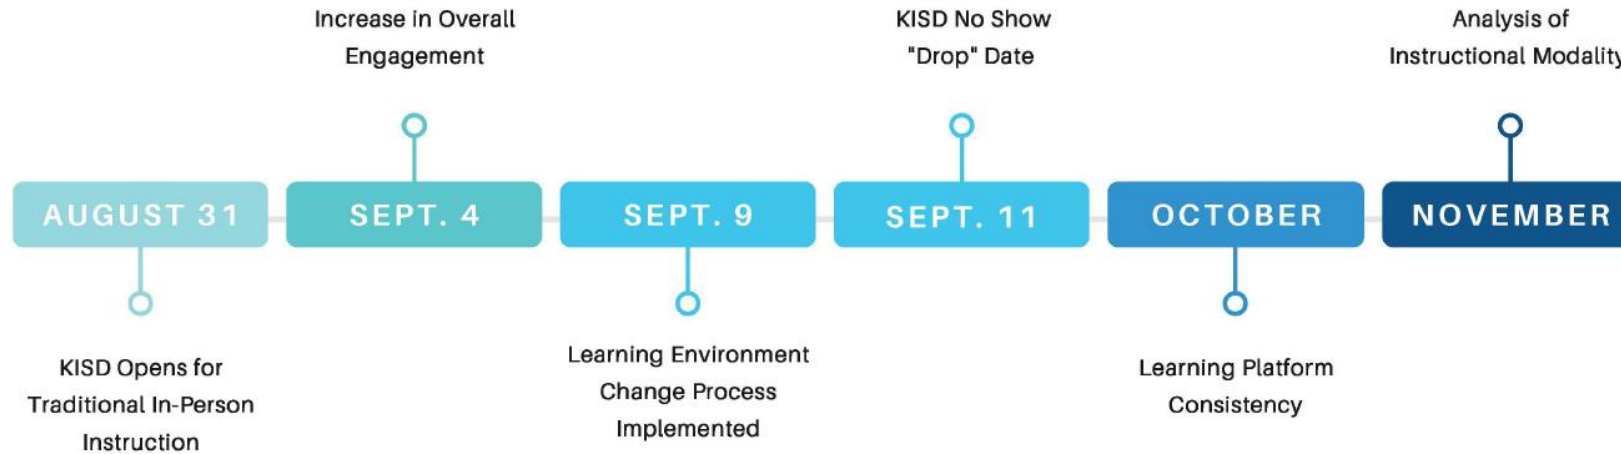 Increase in Overall
Engagement
KISD No Show
"Drop" Date
Analysis of
Instructional Modality
AUGUST 31
SEPT. 4
SEPT. 9
SEPT. 11
OCTOBER
NOVEMBER
KISD Opens for
Traditional In-Person
Instruction
Learning Environment
Change Process
Implemented
Learning Platform
Consistency